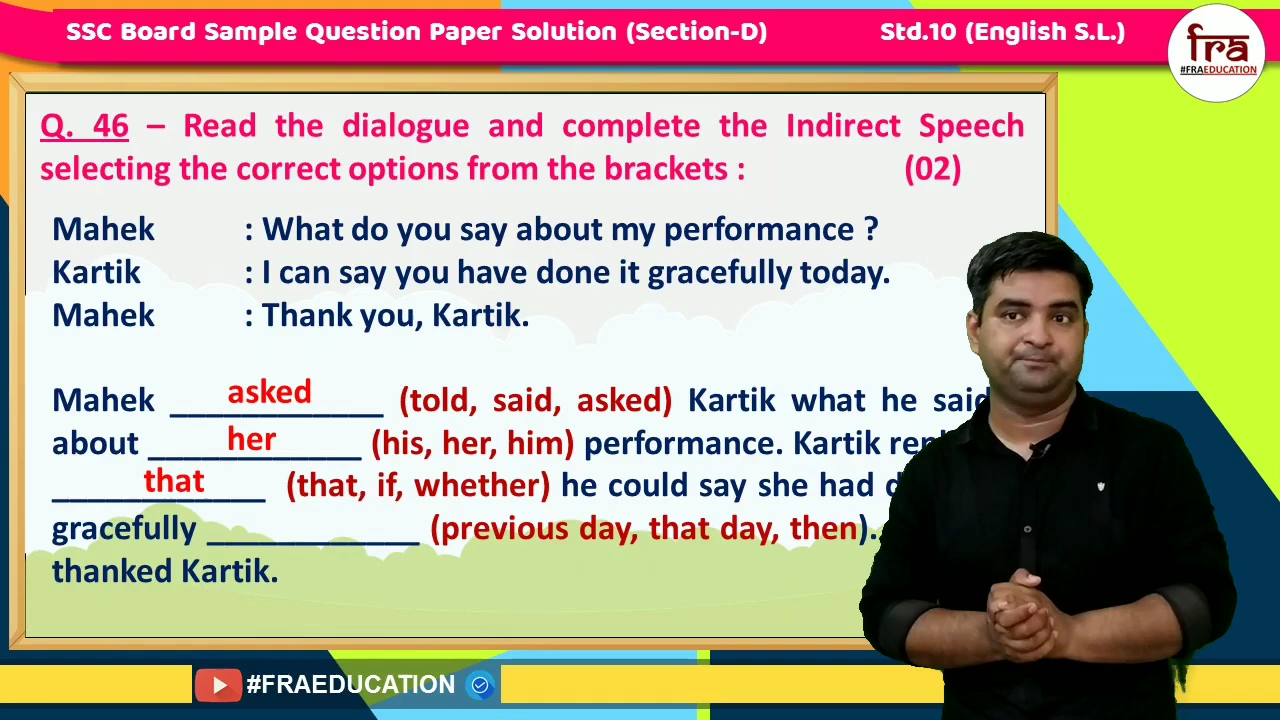 SSC Board Sample Question Paper Solution (Section-D) Std.10 (English S.L.)
fra
#FRAEDUCATION
Q. 46 – Read the dialogue and complete the Indirect Speech
selecting the correct options from the brackets : (02)
Mahek : What do you say about my performance ?
Kartik : I can say you have done it gracefully today.
Mahek : Thank you, Kartik.
Mahek ____asked____ (told, said, asked) Kartik what he said
about ____her____ (his, her, him) performance. Kartik
____that____ (that, if, whether) he could say she had
gracefully ____________ (previous day, that day, then).
thanked Kartik.
#FRAEDUCATION